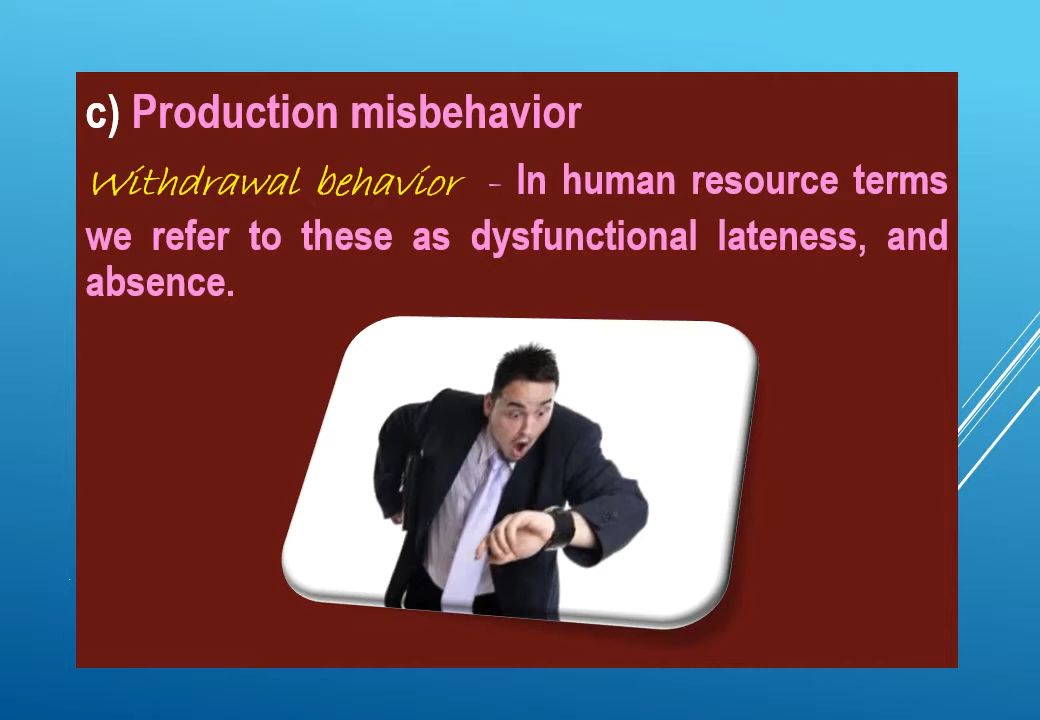 c) Production misbehavior
Withdrawal behavior - In human resource terms
we refer to these as dysfunctional lateness, and
absence.